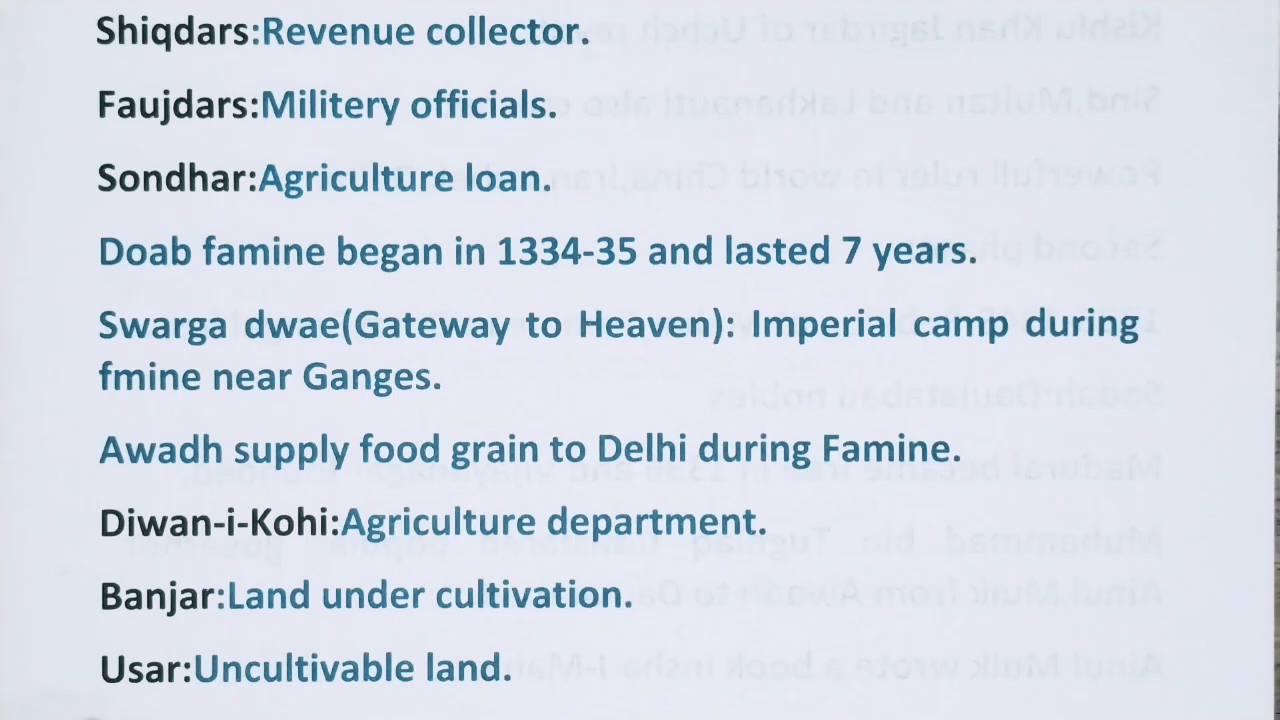 Shiqdars:Revenue collector.
Faujdars:Militery officials.
Sondhar:Agriculture loan.
Doab famine began in 1334-35 and lasted 7 years.
Swarga dwae(Gateway to Heaven): Imperial camp during
fmine near Ganges.
Awadh supply food grain to Delhi during Famine.
Diwan-i-Kohi:Agriculture department.
Banjar:Land under cultivation.
Usar:Uncultivable land.